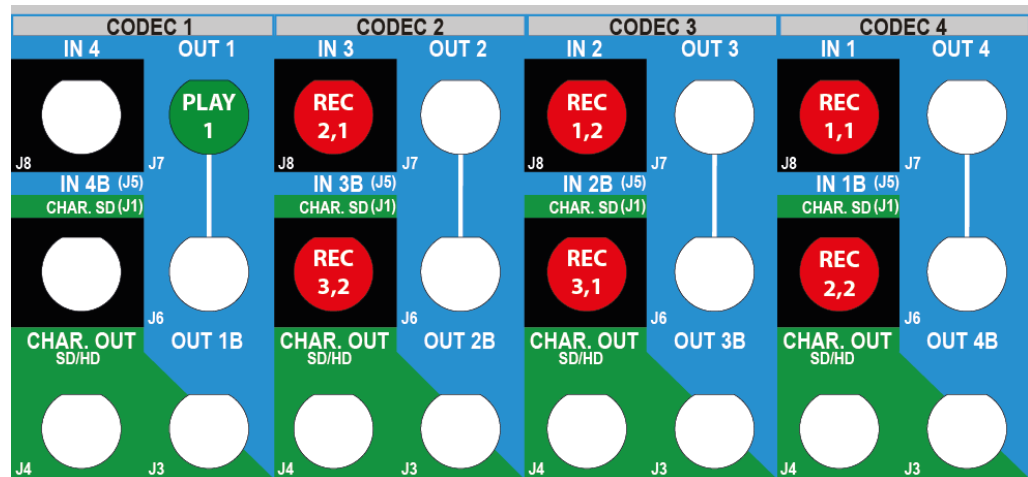 CODEC 1 CODEC 2 CODEC 3 CODEC 4
IN 4 OUT 1 IN 3 OUT 2 IN 2 OUT 3 IN 1 OUT 4
PLAY REC REC REC
1 2,1 1,2 1,1
J8 J7 J8 J7 J8 J7 J8 J7
IN 4B (J5) IN 3B (J5) IN 2B (J5) IN 1B (J5)
CHAR. SD (J1) CHAR. SD (J1) CHAR. SD (J1) CHAR. SD (J1)
REC REC REC
3,2 3,1 2,2
J6 J6 J6 J6
CHAR. OUT OUT 1B CHAR. OUT OUT 2B CHAR. OUT OUT 3B CHAR. OUT OUT 4B
SD/HD SD/HD SD/HD SD/HD
J4 J3 J4 J3 J4 J3 J4 J3